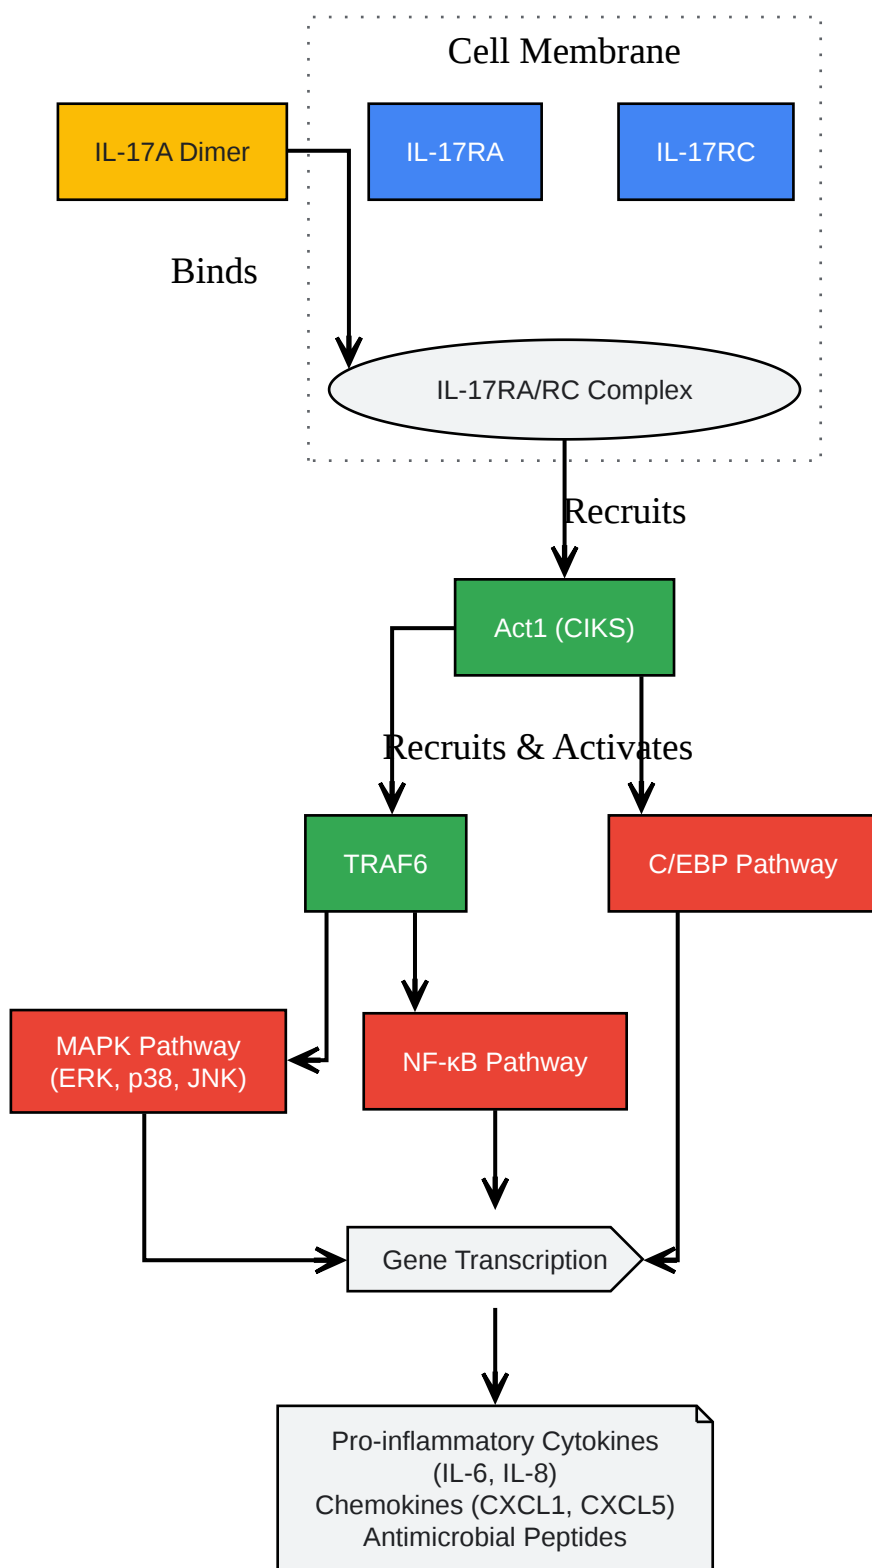 Cell Membrane
IL-17A Dimer
IL-17RA
IL-17RC
Binds
IL-17RA/RC Complex
Recruits
Act1 (CIKS)
Recruits & Activates
TRAF6
C/EBP Pathway
MAPK Pathway
(ERK, p38, JNK)
NF-κB Pathway
Gene Transcription
Pro-inflammatory Cytokines
(IL-6, IL-8)
Chemokines (CXCL1, CXCL5)
Antimicrobial Peptides